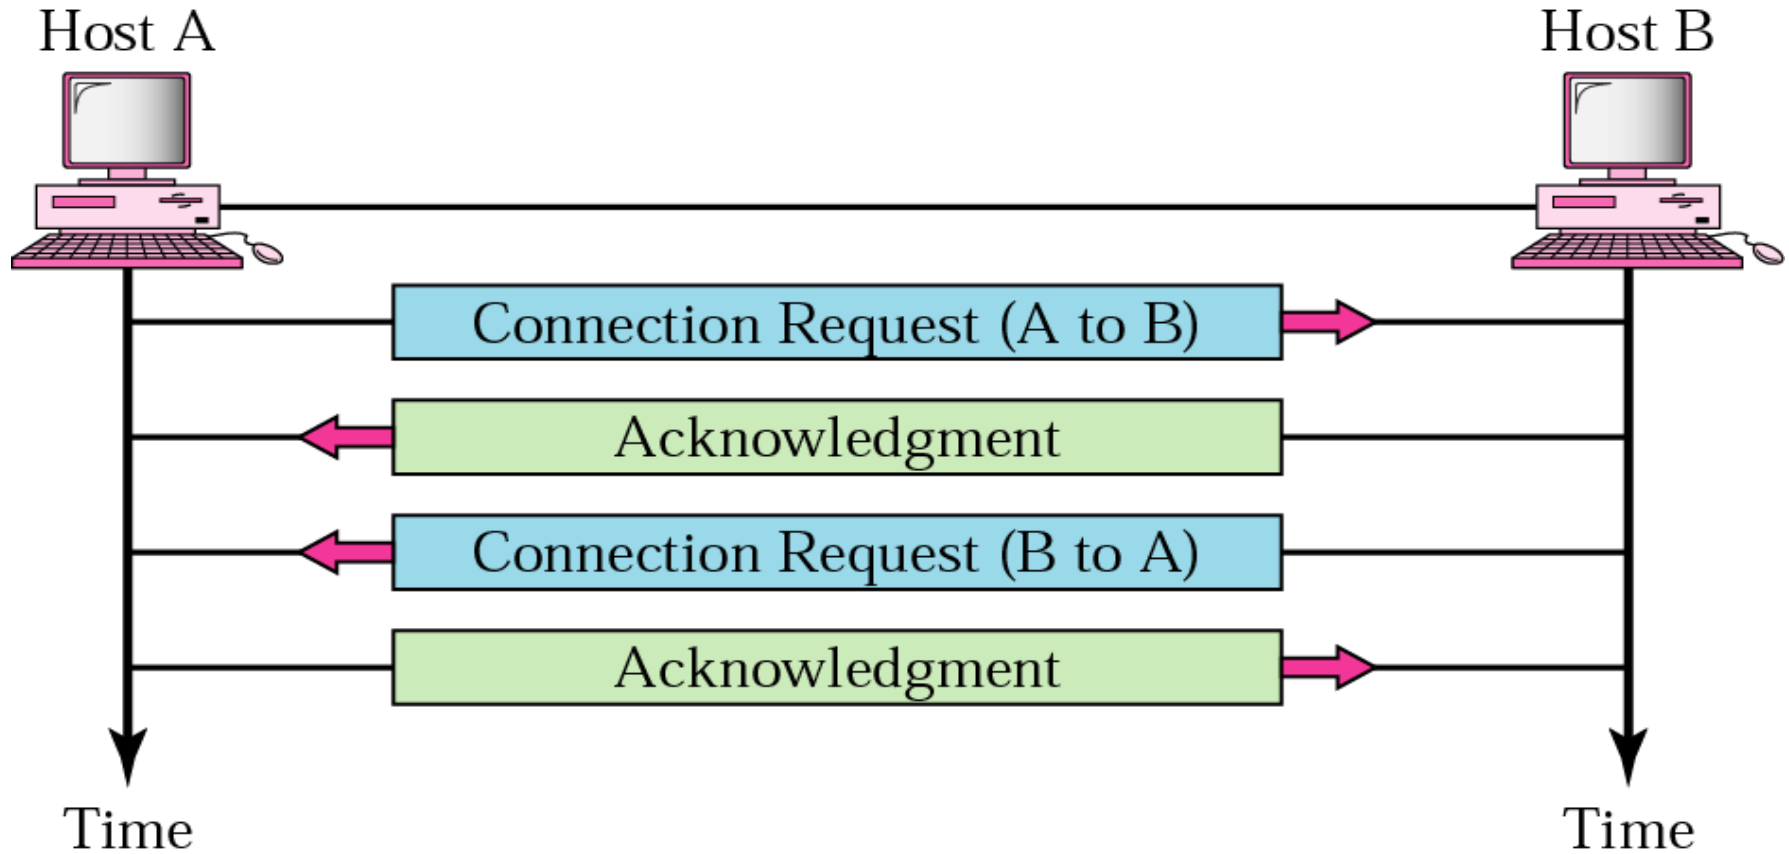 Host A
Host B
Connection Request (A to B)
Acknowledgment
Connection Request (B to A)
Acknowledgment
Time
Time